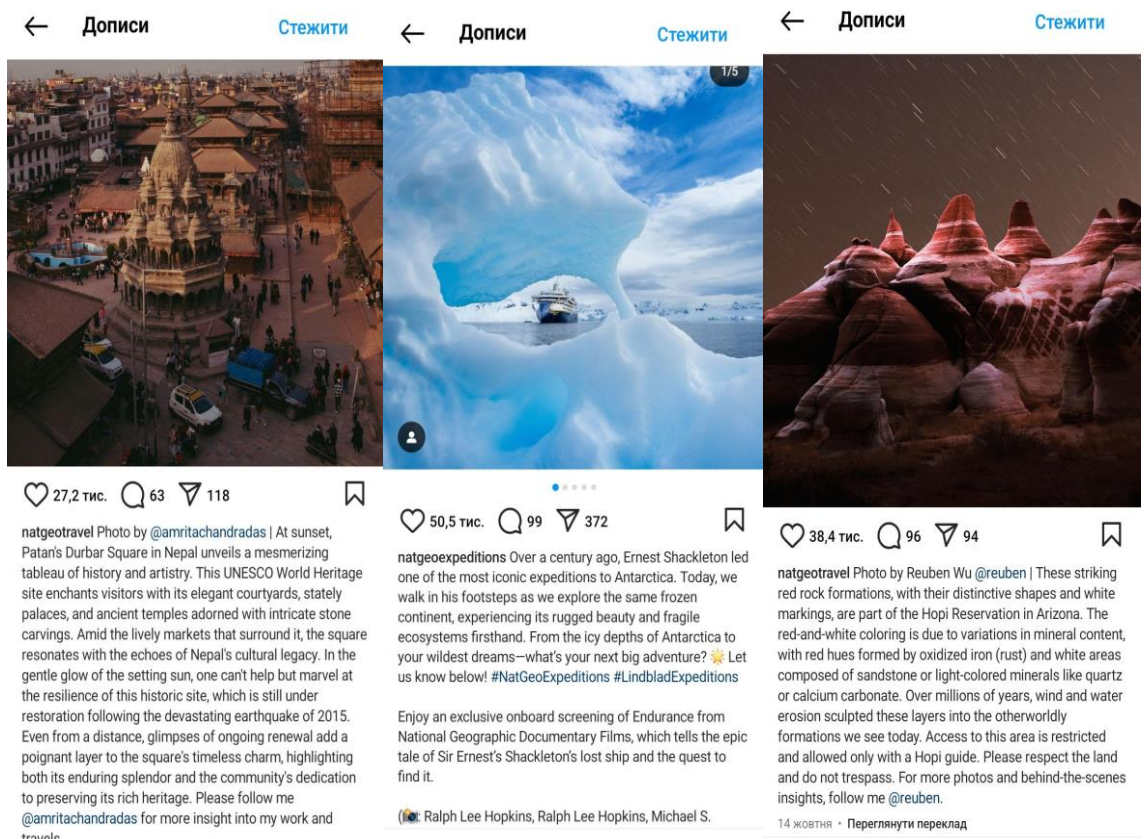 Дописи
Стежити
27,2 тис.
63
118
natgeotravel Photo by @amritachandradas | At sunset,
Patan's Durbar Square in Nepal unveils a mesmerizing
tableau of history and artistry. This UNESCO World Heritage
site enchants visitors with its elegant courtyards, stately
palaces, and ancient temples adorned with intricate stone
carvings. Amid the lively markets that surround it, the square
resonates with the echoes of Nepal's cultural legacy. In the
gentle glow of the setting sun, one can't help but marvel at
the resilience of this historic site, which is still under
restoration following the devastating earthquake of 2015.
Even from a distance, glimpses of ongoing renewal add a
poignant layer to the square's timeless charm, highlighting
both its enduring splendor and the community's dedication
to preserving its rich heritage. Please follow me
@amritachandradas for more insight into my work and
travels
Дописи
Стежити
1/5
50,5 тис.
99
372
natgeoexpeditions Over a century ago, Ernest Shackleton led
one of the most iconic expeditions to Antarctica. Today, we
walk in his footsteps as we explore the same frozen
continent, experiencing its rugged beauty and fragile
ecosystems firsthand. From the icy depths of Antarctica to
your wildest dreams—what's your next big adventure? 🌟 Let
us know below! #NatGeoExpeditions #LindbladExpeditions
Enjoy an exclusive onboard screening of Endurance from
National Geographic Documentary Films, which tells the epic
tale of Sir Ernest's Shackleton's lost ship and the quest to
find it.
(📸: Ralph Lee Hopkins, Ralph Lee Hopkins, Michael S.
Дописи
Стежити
38,4 тис.
96
94
natgeotravel Photo by Reuben Wu @reuben | These striking
red rock formations, with their distinctive shapes and white
markings, are part of the Hopi Reservation in Arizona. The
red-and-white coloring is due to variations in mineral content,
with red hues formed by oxidized iron (rust) and white areas
composed of sandstone or light-colored minerals like quartz
or calcium carbonate. Over millions of years, wind and water
erosion sculpted these layers into the otherworldly
formations we see today. Access to this area is restricted
and allowed only with a Hopi guide. Please respect the land
and do not trespass. For more photos and behind-the-scenes
insights, follow me @reuben.
14 жовтня • Переглянути переклад